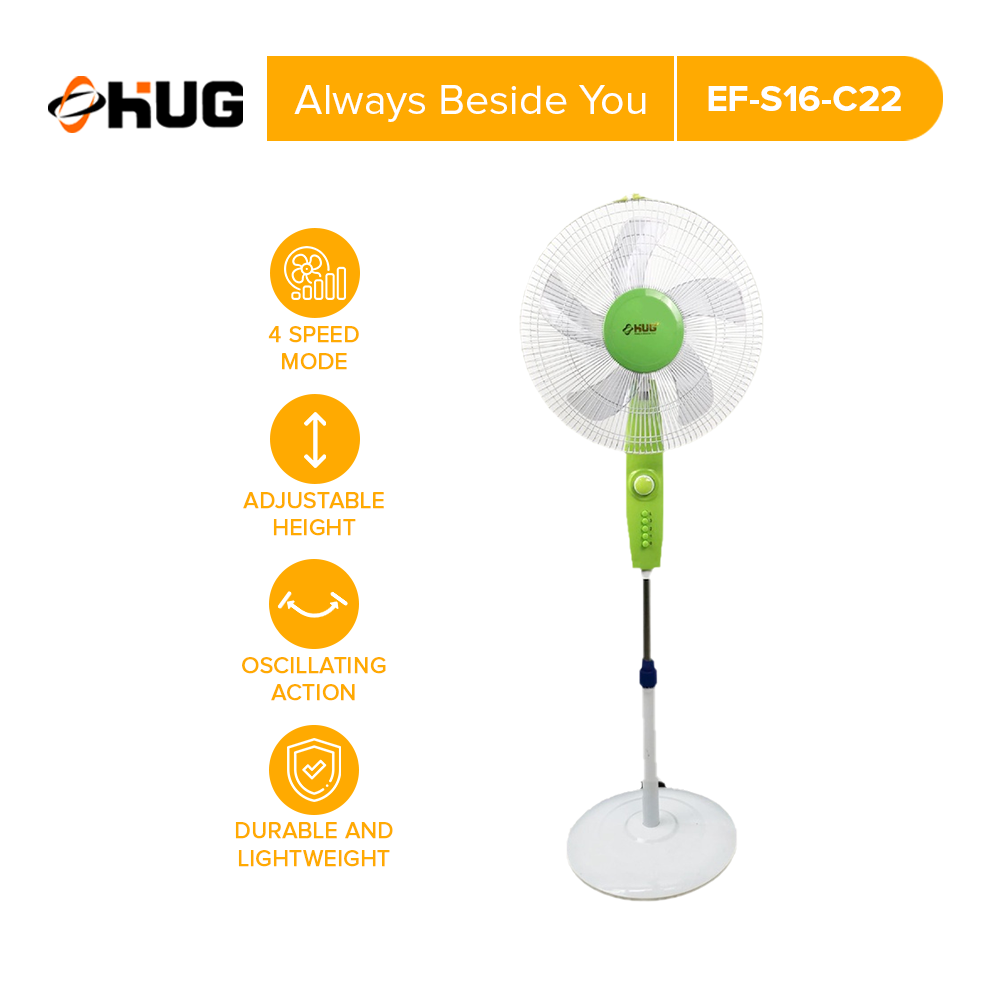 HUG
Always Beside You
EF-S16-C22
4 SPEED
MODE
ADJUSTABLE
HEIGHT
OSCILLATING
ACTION
DURABLE AND
LIGHTWEIGHT
HUG